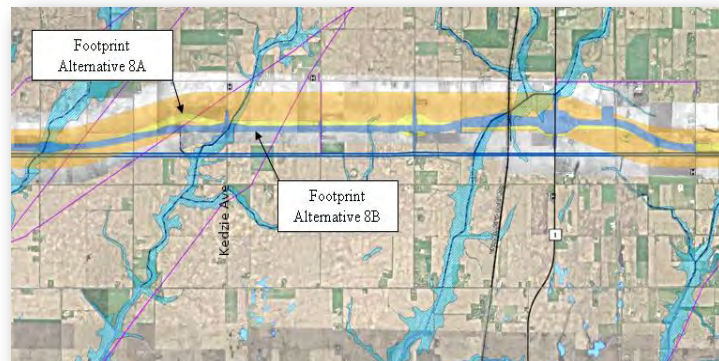 Footprint
Alternative 8A
Footprint
Alternative 8B
Kedzie Ave
1